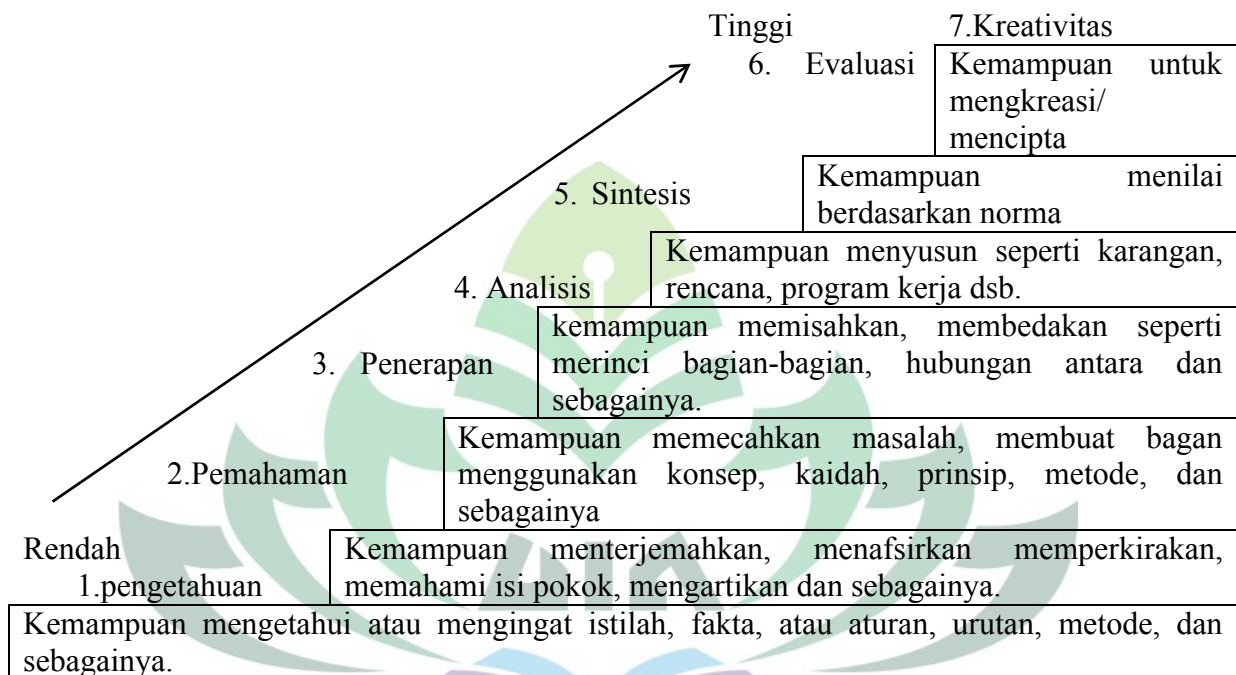 Tinggi 7.Kreativitas
6. Evaluasi Kemampuan untuk
mengkreasi/
mencipta
5. Sintesis Kemampuan menilai
berdasarkan norma
Kemampuan menyusun seperti karangan,
4. Analisis rencana, program kerja dsb.
kemampuan memisahkan, membedakan seperti
3. Penerapan merinci bagian-bagian, hubungan antara dan
sebagainya.
Kemampuan memecahkan masalah, membuat bagan
2.Pemahaman menggunakan konsep, kaidah, prinsip, metode, dan
sebagainya
Rendah Kemampuan menterjemahkan, menafsirkan memperkirakan,
1.pengetahuan memahami isi pokok, mengartikan dan sebagainya.
Kemampuan mengetahui atau mengingat istilah, fakta, atau aturan, urutan, metode, dan
sebagainya.